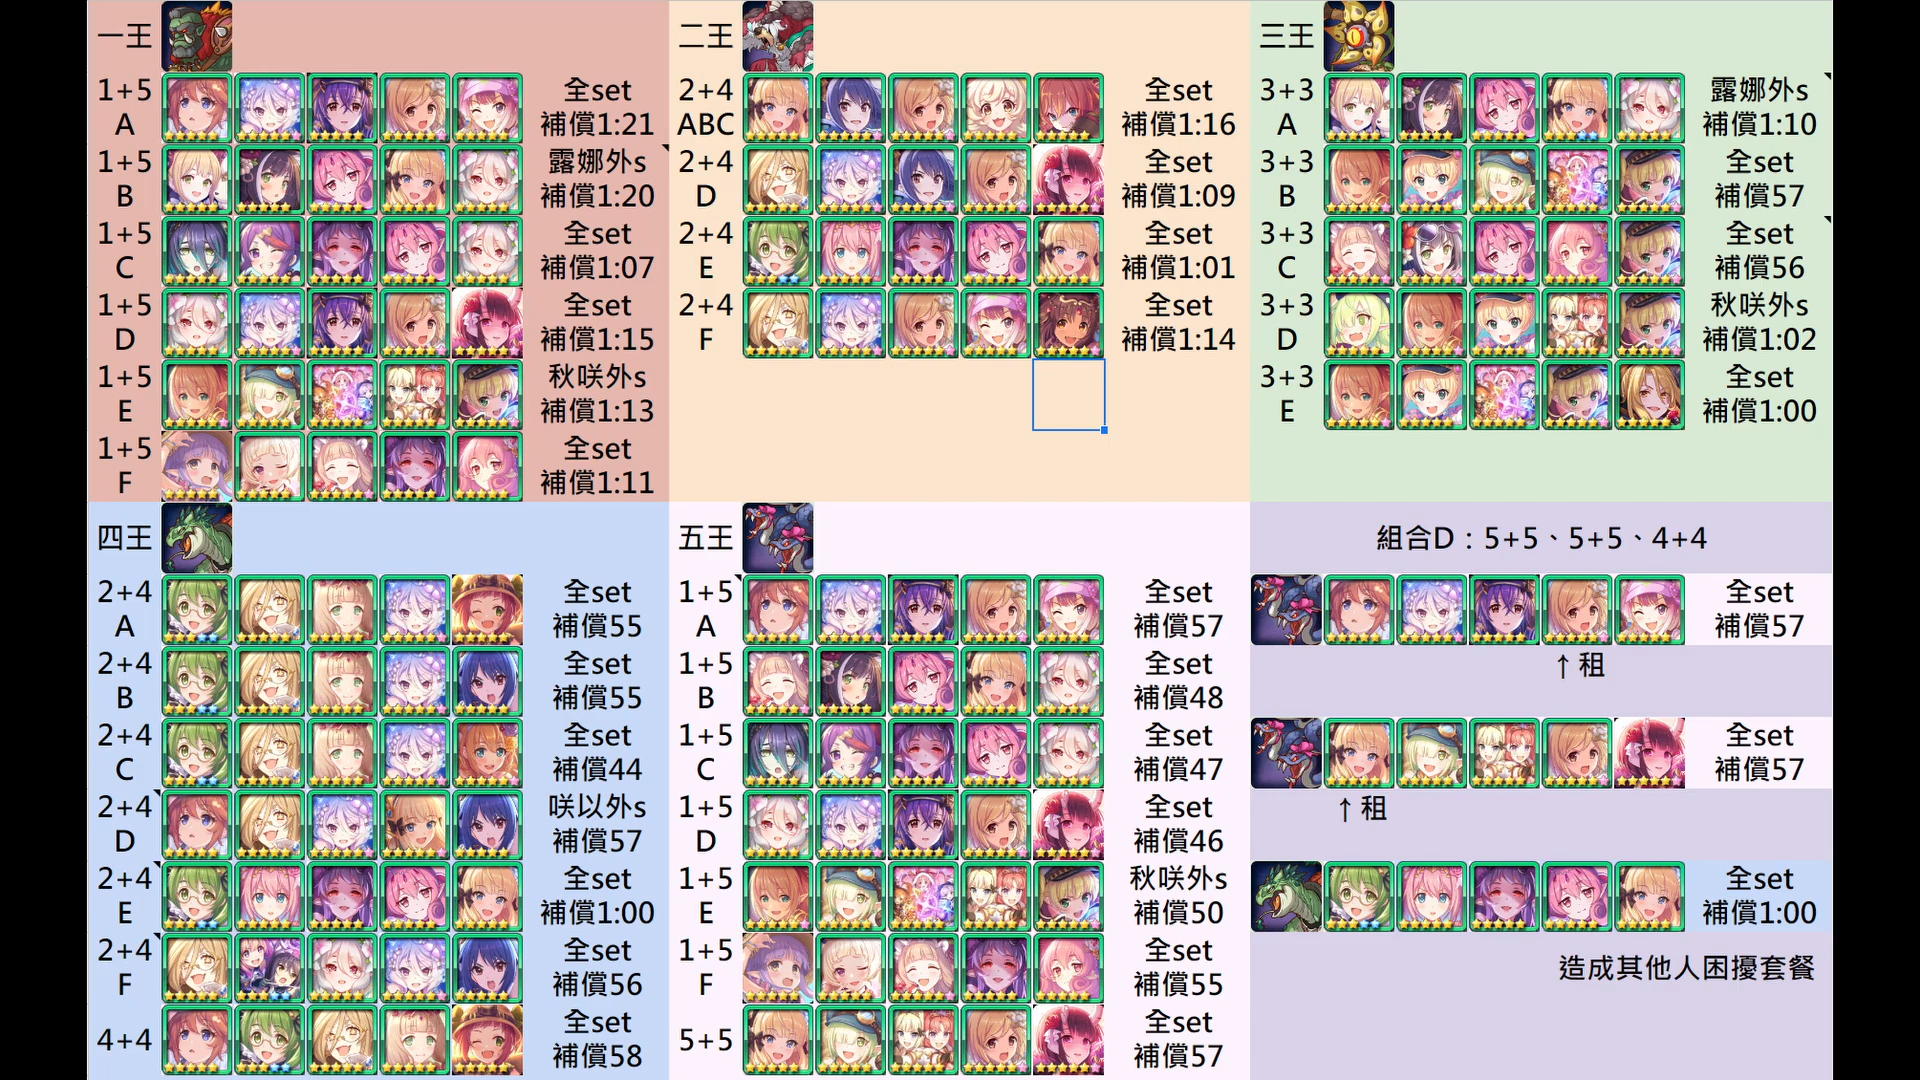 一王
1+5
A
全set
補償1:21
1+5
B
露娜外s
補償1:20
1+5
C
全set
補償1:07
1+5
D
全set
補償1:15
1+5
E
秋咲外s
補償1:13
1+5
F
全set
補償1:11
二王
2+4
ABC
全set
補償1:16
2+4
D
全set
補償1:09
2+4
E
全set
補償1:01
2+4
F
全set
補償1:14
三王
3+3
A
露娜外s
補償1:10
3+3
B
全set
補償57
3+3
C
全set
補償56
3+3
D
秋咲外s
補償1:02
3+3
E
全set
補償1:00
四王
2+4
A
全set
補償55
2+4
B
全set
補償55
2+4
C
全set
補償44
2+4
D
咲以外s
補償57
2+4
E
全set
補償1:00
2+4
F
全set
補償56
4+4
全set
補償58
五王
1+5
A
全set
補償57
1+5
B
全set
補償48
1+5
C
全set
補償47
1+5
D
全set
補償46
1+5
E
秋咲外s
補償50
1+5
F
全set
補償55
5+5
全set
補償57
組合D：5+5、5+5、4+4
全set
補償57
↑租
全set
補償57
↑租
全set
補償1:00
造成其他人困擾套餐